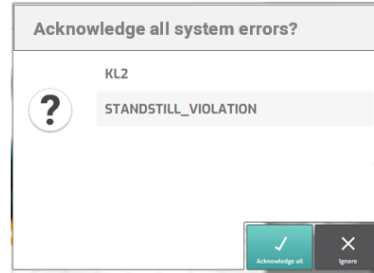 Acknowledge all system errors?
KL2
?
STANDSTILL_VIOLATION
Acknowledge all
Ignore